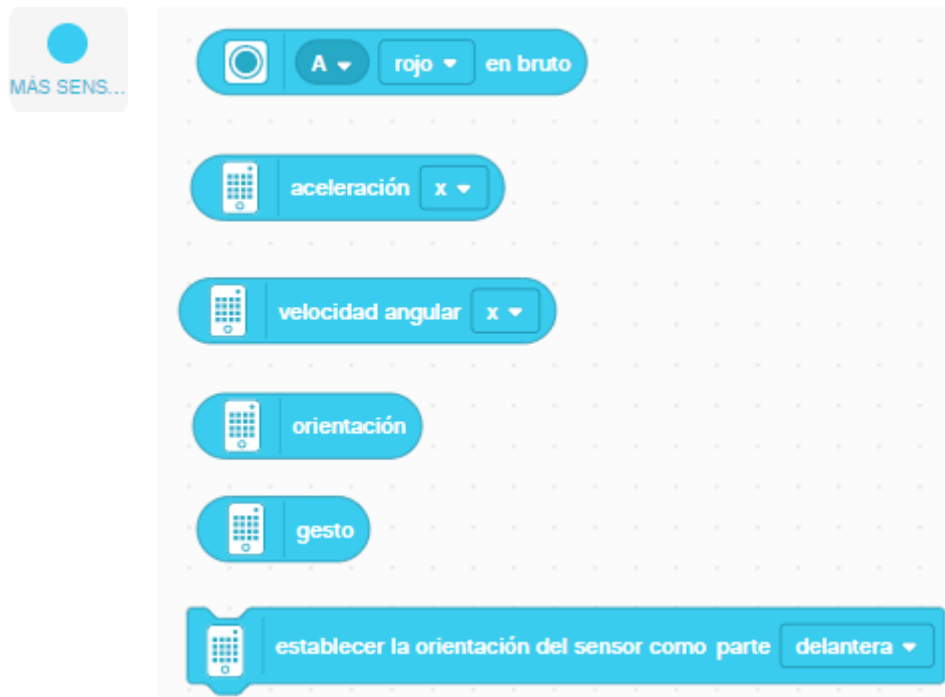 MÁS SENS...
A rojo en bruto
aceleración x
velocidad angular x
orientación
gesto
establecer la orientación del sensor como parte delantera